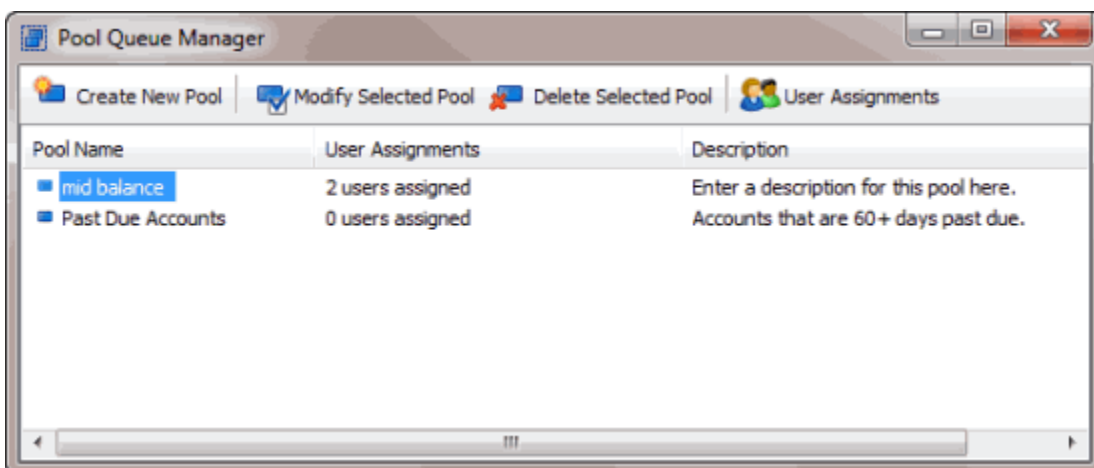 Pool Queue Manager
Create New Pool Modify Selected Pool Delete Selected Pool User Assignments
Pool Name User Assignments Description
mid balance 2 users assigned Enter a description for this pool here.
Past Due Accounts 0 users assigned Accounts that are 60+ days past due.